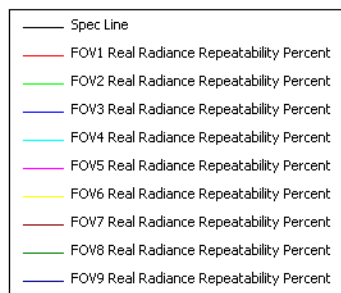 Spec Line
FOV1 Real Radiance Repeatability Percent
FOV2 Real Radiance Repeatability Percent
FOV3 Real Radiance Repeatability Percent
FOV4 Real Radiance Repeatability Percent
FOV5 Real Radiance Repeatability Percent
FOV6 Real Radiance Repeatability Percent
FOV7 Real Radiance Repeatability Percent
FOV8 Real Radiance Repeatability Percent
FOV9 Real Radiance Repeatability Percent